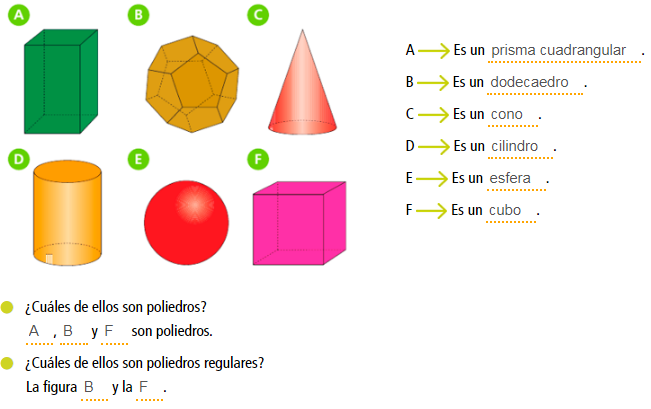 A B C
A → Es un prisma cuadrangular .
B → Es un dodecaedro .
C → Es un cono .
D → Es un cilindro .
E → Es un esfera .
F → Es un cubo .
D E F
¿Cuáles de ellos son poliedros?
A , B y F son poliedros.
¿Cuáles de ellos son poliedros regulares?
La figura B y la F .